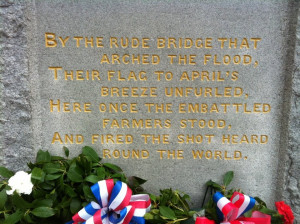 BY THE RUDE BRIDGE THAT
ARCHED THE FLOOD,
THEIR FLAG TO APRIL'S
BREEZE UNFURLED,
HERE ONCE THE EMBATTLED
FARMERS STOOD,
AND FIRED THE SHOT HEARD
ROUND THE WORLD.